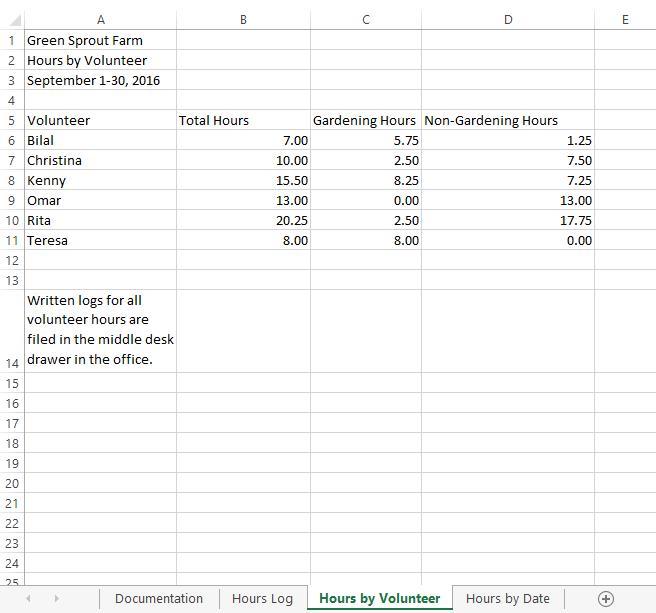 A B C D E
1 Green Sprout Farm
2 Hours by Volunteer
3 September 1-30, 2016
4
5 Volunteer Total Hours Gardening Hours Non-Gardening Hours
6 Bilal 7.00 5.75 1.25
7 Christina 10.00 2.50 7.50
8 Kenny 15.50 8.25 7.25
9 Omar 13.00 0.00 13.00
10 Rita 20.25 2.50 17.75
11 Teresa 8.00 8.00 0.00
12
13
Written logs for all
volunteer hours are
filed in the middle desk
14 drawer in the office.
15
16
17
18
19
20
21
22
23
24
25
Documentation Hours Log Hours by Volunteer Hours by Date